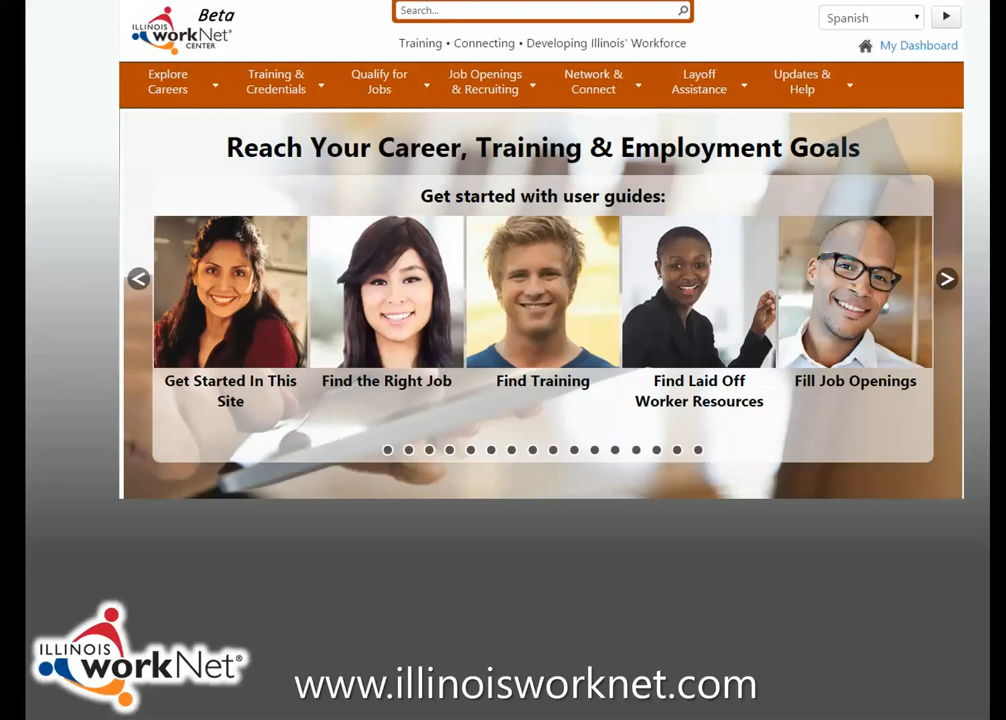 Beta
ILLINOIS
workNet®
CENTER
Search...
Training • Connecting • Developing Illinois' Workforce
Spanish
My Dashboard
Explore
Careers
Training &
Credentials
Qualify for
Jobs
Job Openings
& Recruiting
Network &
Connect
Layoff
Assistance
Updates &
Help
Reach Your Career, Training & Employment Goals
Get started with user guides:
Get Started In This
Site
Find the Right Job
Find Training
Find Laid Off
Worker Resources
Fill Job Openings
ILLINOIS
workNet®
www.illinoisworknet.com